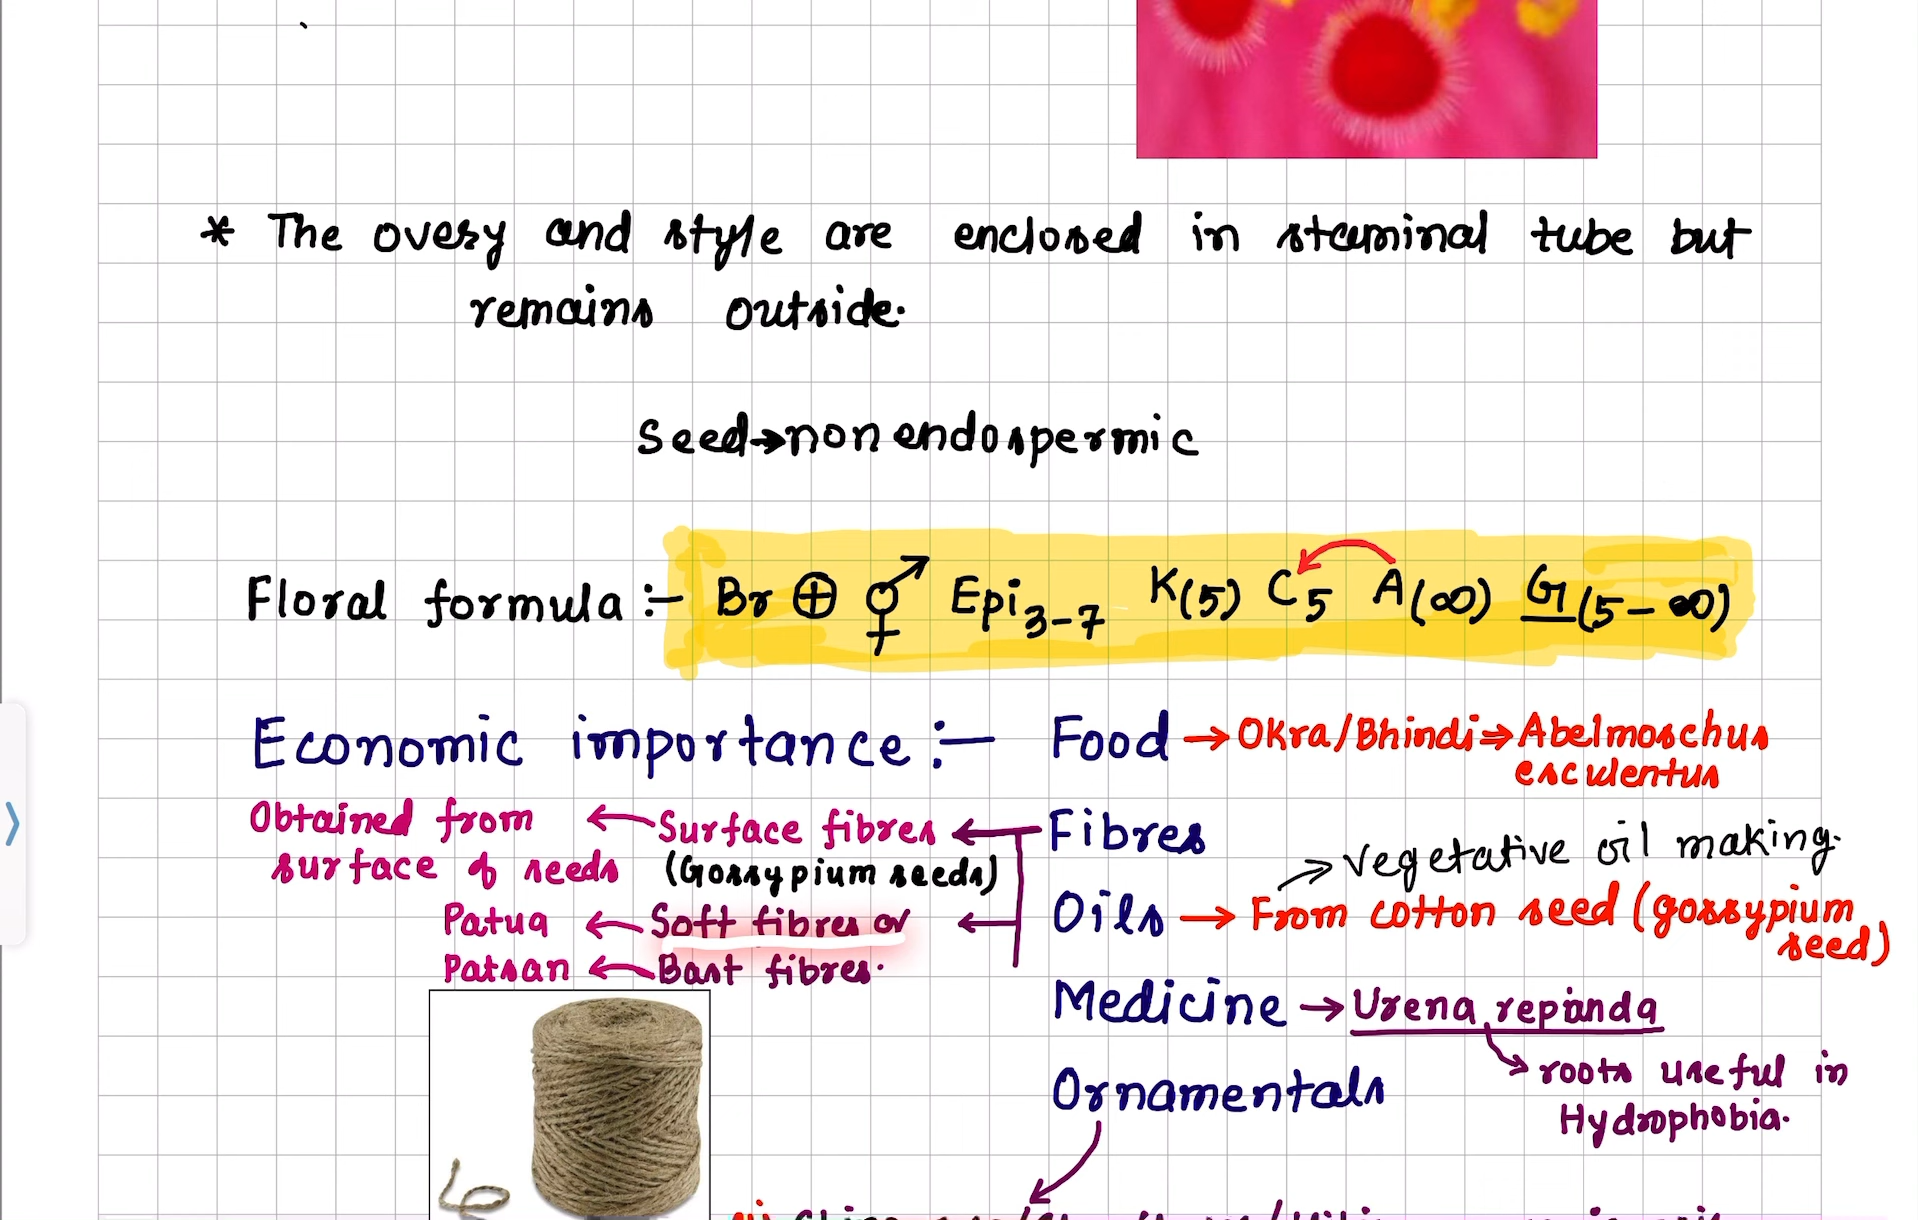 * The ovesy and style are enclosed in staminal tube but
remains outside.
Seed→non endospermic
Floral formula :- Br ⊕ ⚥ Epi3-7 K(5) C5 A(∞) G(5-∞)
Economic importance :- Food → Okra/Bhindi ⇒ Abelmoschus
esculentus
Obtained from ← Surface fibres ← Fibres
surface of seeds (Gossypium seeds)
→ vegetative oil making.
Patua ← Soft fibres or ← Oils → From cotton seed (gossypium
seed)
Patsan ← Bast fibres.
Medicine → Urena repanda
→ roots useful in
Hydrophobia.
Ornamentals